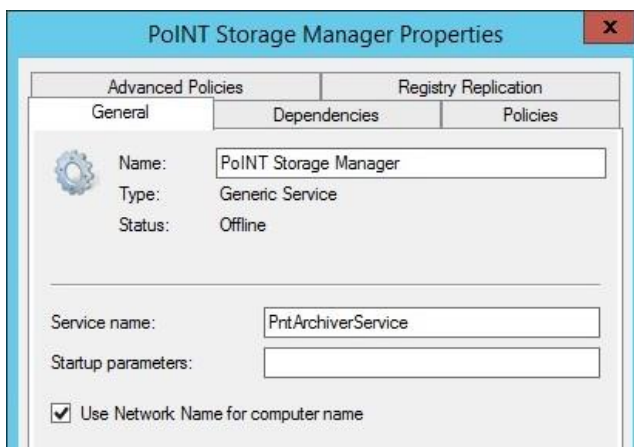 PoINT Storage Manager Properties
x
Advanced Policies Registry Replication
General Dependencies Policies
Name: PoINT Storage Manager
Type: Generic Service
Status: Offline
Service name: PntArchiverService
Startup parameters:
Use Network Name for computer name